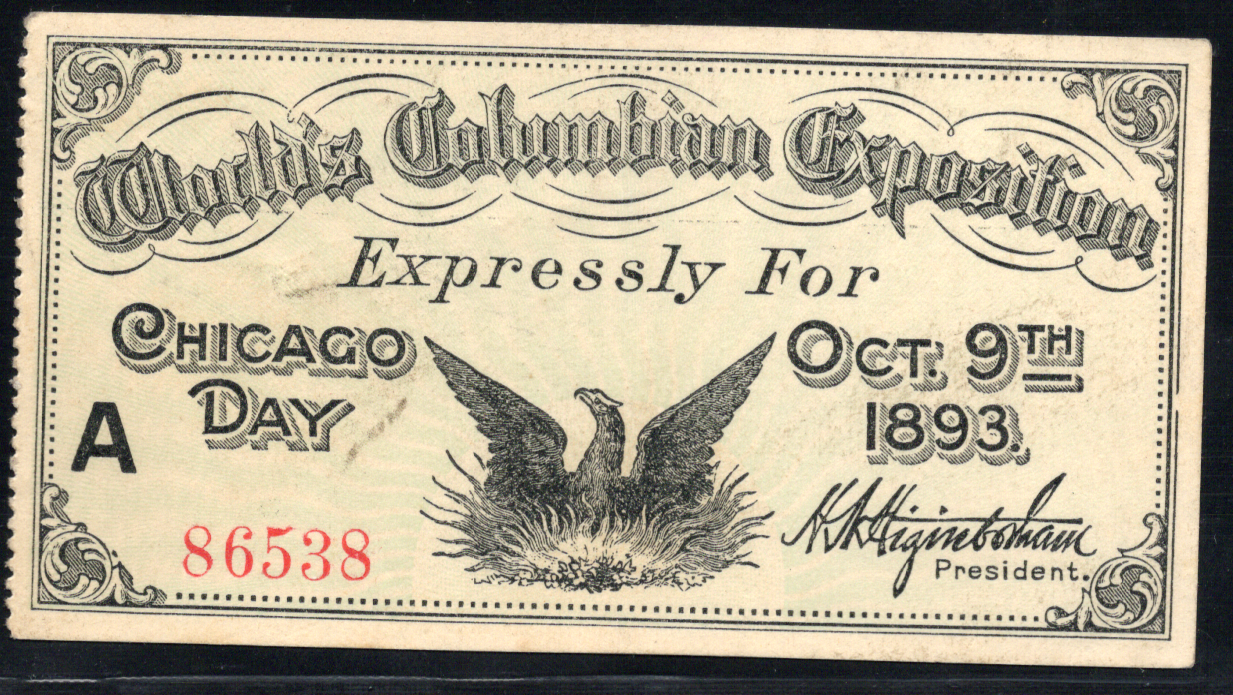 World's Columbian Exposition
Expressly For
CHICAGO
DAY
OCT. 9TH
1893.
A
86538
H. N. Higinbotham
President.